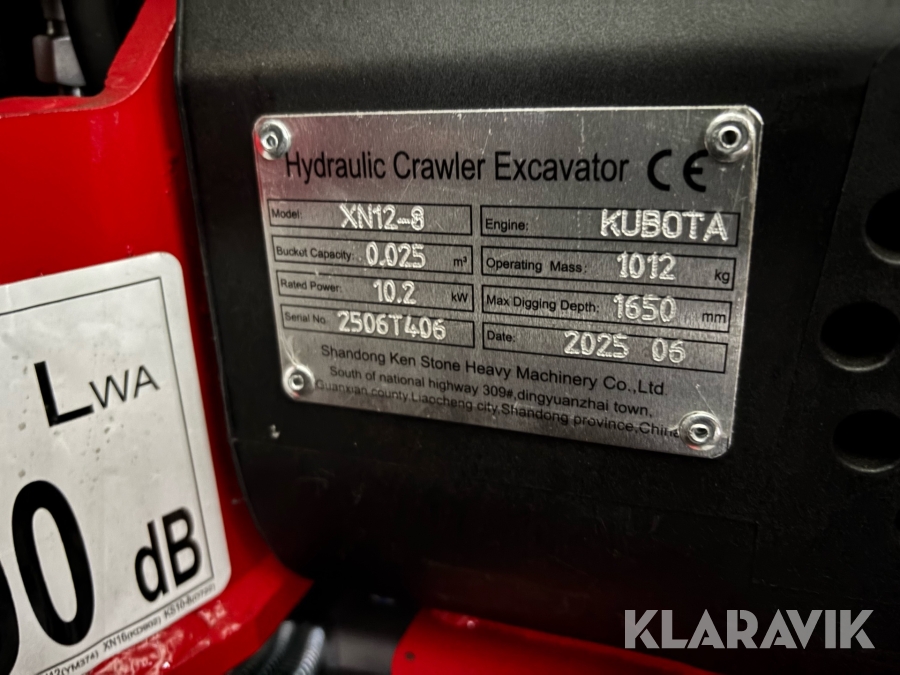 Hydraulic Crawler Excavator CE
Model: XN12-8 Engine: KUBOTA
Bucket Capacity: 0.025 m³ Operating Mass: 1012 kg
Rated Power: 10.2 kW Max Digging Depth: 1650 mm
Serial No. 2506T406 Date: 2025 06
Shandong Ken Stone Heavy Machinery Co.,Ltd.
South of national highway 309#,dingyuanzhai town,
Guanxian county Liaocheng city,Shandong province,China
LWA
dB
KLARAVIK